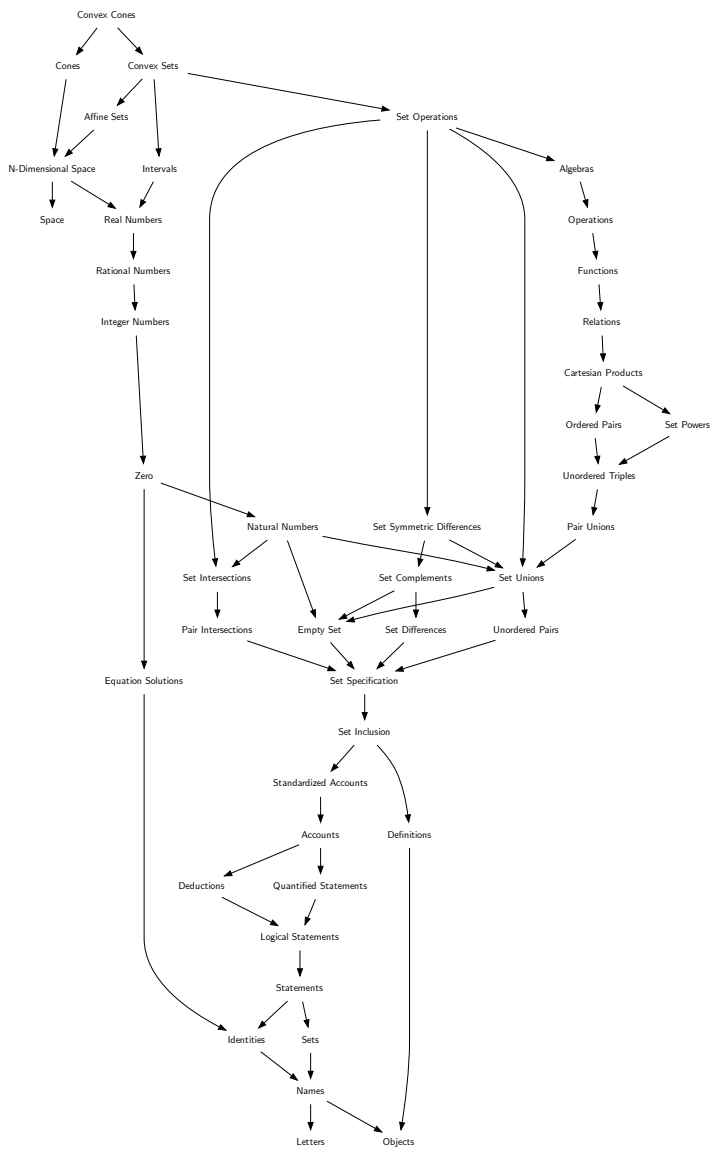 Convex Cones
Cones
Convex Sets
Affine Sets
Set Operations
N-Dimensional Space
Intervals
Algebras
Space
Real Numbers
Operations
Rational Numbers
Functions
Integer Numbers
Relations
Cartesian Products
Ordered Pairs
Set Powers
Zero
Unordered Triples
Natural Numbers
Set Symmetric Differences
Pair Unions
Set Intersections
Set Complements
Set Unions
Pair Intersections
Empty Set
Set Differences
Unordered Pairs
Equation Solutions
Set Specification
Set Inclusion
Standardized Accounts
Accounts
Definitions
Deductions
Quantified Statements
Logical Statements
Statements
Identities
Sets
Names
Letters
Objects